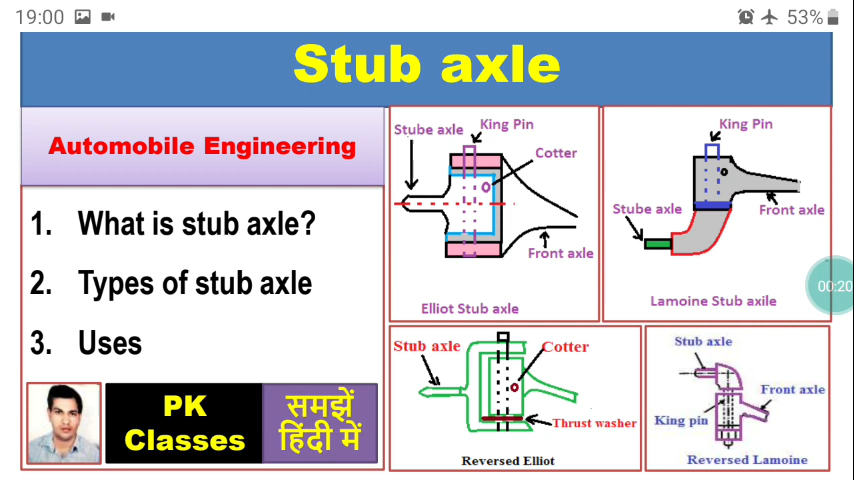 19:00
53%
Stub axle
Automobile Engineering
1. What is stub axle?
2. Types of stub axle
3. Uses
PK
Classes
समझें
हिंदी में
Stube axle
King Pin
Cotter
Front axle
Elliot Stub axle
King Pin
Stube axle
Front axle
Lamoine Stub axile
00:20
Stub axle
Cotter
Thrust washer
Reversed Elliot
Stub axle
Front axle
King pin
Reversed Lamoine